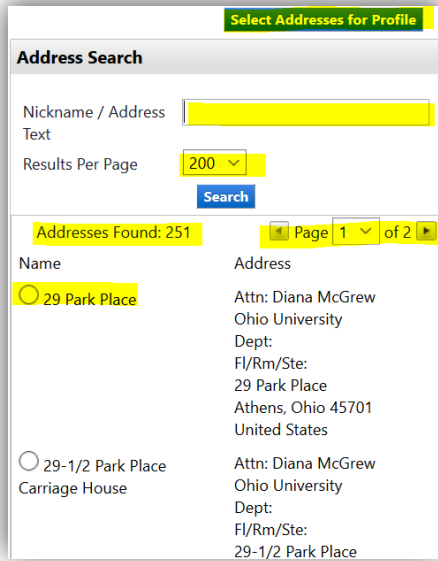 Select Addresses for Profile
Address Search
Nickname / Address
Text
Results Per Page 200
Search
Addresses Found: 251 Page 1 of 2
Name Address
29 Park Place Attn: Diana McGrew
Ohio University
Dept:
Fl/Rm/Ste:
29 Park Place
Athens, Ohio 45701
United States
29-1/2 Park Place Attn: Diana McGrew
Carriage House Ohio University
Dept:
Fl/Rm/Ste:
29-1/2 Park Place